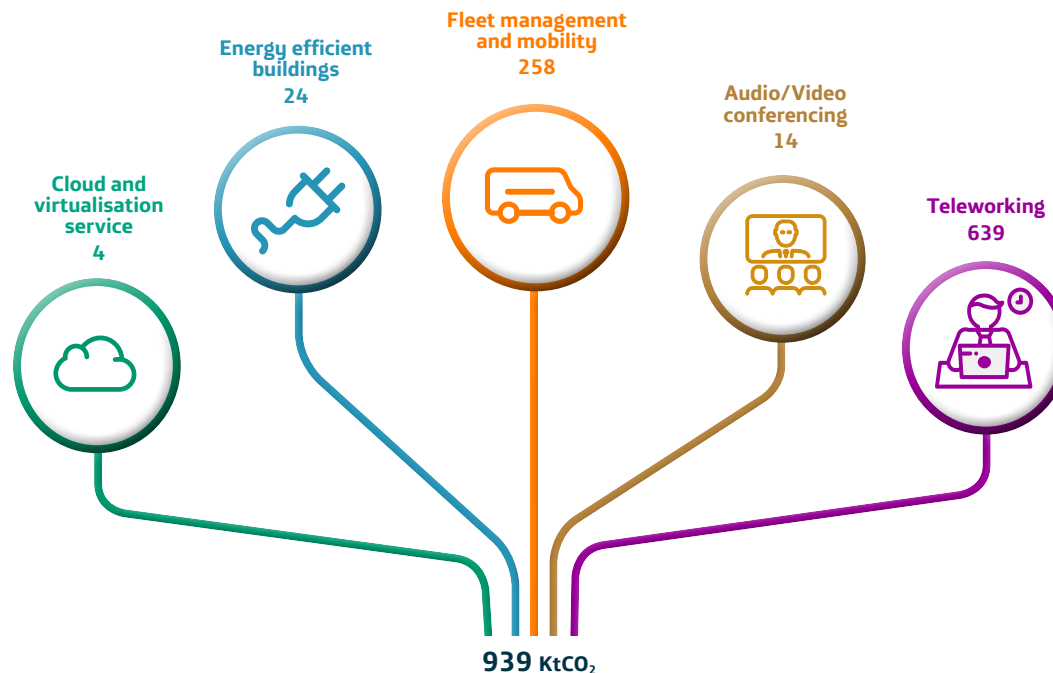 Cloud and
virtualisation
service
4
Energy efficient
buildings
24
Fleet management
and mobility
258
Audio/Video
conferencing
14
Teleworking
639
939 KtCO₂